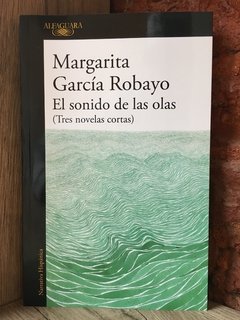 ALFAGUARA
Margarita
García Robayo
El sonido de las olas
(Tres novelas cortas)
Narrativa Hispánica